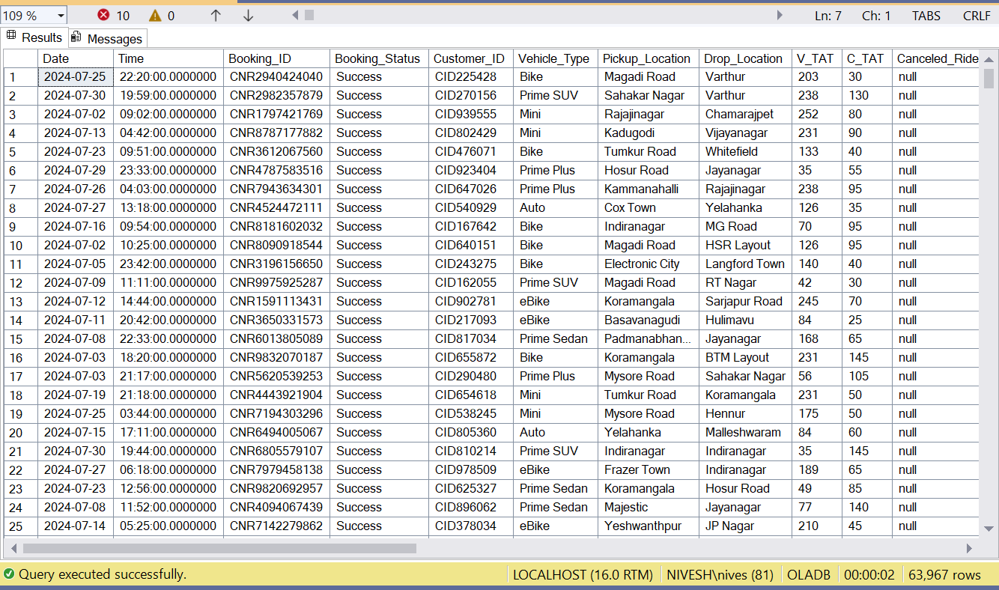 109 % 10 0 Ln: 7 Ch: 1 TABS CRLF
Results Messages
Date Time Booking_ID Booking_Status Customer_ID Vehicle_Type Pickup_Location Drop_Location V_TAT C_TAT Canceled_Ride
1 2024-07-25 22:20:00.0000000 CNR2940424040 Success CID225428 Bike Magadi Road Varthur 203 30 null
2 2024-07-30 19:59:00.0000000 CNR2982357879 Success CID270156 Prime SUV Sahakar Nagar Varthur 238 130 null
3 2024-07-02 09:02:00.0000000 CNR1797421769 Success CID939555 Mini Rajajinagar Chamarajpet 252 80 null
4 2024-07-13 04:42:00.0000000 CNR8787177882 Success CID802429 Mini Kadugodi Vijayanagar 231 90 null
5 2024-07-23 09:51:00.0000000 CNR3612067560 Success CID476071 Bike Tumkur Road Whitefield 133 40 null
6 2024-07-29 23:33:00.0000000 CNR4787583516 Success CID923404 Prime Plus Hosur Road Jayanagar 35 55 null
7 2024-07-26 04:03:00.0000000 CNR7943634301 Success CID647026 Prime Plus Kammanahalli Rajajinagar 238 95 null
8 2024-07-27 13:18:00.0000000 CNR4524472111 Success CID540929 Auto Cox Town Yelahanka 126 35 null
9 2024-07-16 09:54:00.0000000 CNR8181602032 Success CID167642 Bike Indiranagar MG Road 70 95 null
10 2024-07-02 10:25:00.0000000 CNR8090918544 Success CID640151 Bike Magadi Road HSR Layout 126 95 null
11 2024-07-05 23:42:00.0000000 CNR3196156650 Success CID243275 Bike Electronic City Langford Town 140 40 null
12 2024-07-09 11:11:00.0000000 CNR9975925287 Success CID162055 Prime SUV Magadi Road RT Nagar 42 30 null
13 2024-07-12 14:44:00.0000000 CNR1591113431 Success CID902781 eBike Koramangala Sarjapur Road 245 70 null
14 2024-07-11 20:42:00.0000000 CNR3650331573 Success CID217093 eBike Basavanagudi Hulimavu 84 25 null
15 2024-07-08 22:33:00.0000000 CNR6013805089 Success CID817034 Prime Sedan Padmanabhan... Jayanagar 168 65 null
16 2024-07-03 18:20:00.0000000 CNR9832070187 Success CID655872 Bike Koramangala BTM Layout 231 145 null
17 2024-07-03 21:17:00.0000000 CNR5620539253 Success CID290480 Prime Plus Mysore Road Sahakar Nagar 56 105 null
18 2024-07-19 21:18:00.0000000 CNR4443921904 Success CID654618 Mini Tumkur Road Koramangala 231 50 null
19 2024-07-25 03:44:00.0000000 CNR7194303296 Success CID538245 Mini Mysore Road Hennur 175 50 null
20 2024-07-15 17:11:00.0000000 CNR6494005067 Success CID805360 Auto Yelahanka Malleshwaram 84 60 null
21 2024-07-30 19:44:00.0000000 CNR6805579107 Success CID810214 Prime SUV Indiranagar Indiranagar 35 145 null
22 2024-07-27 06:18:00.0000000 CNR7979458138 Success CID978509 eBike Frazer Town Indiranagar 189 65 null
23 2024-07-23 12:56:00.0000000 CNR9820692957 Success CID625327 Prime Sedan Koramangala Hosur Road 49 85 null
24 2024-07-08 11:52:00.0000000 CNR4094067439 Success CID896062 Prime Sedan Majestic Jayanagar 77 140 null
25 2024-07-14 05:25:00.0000000 CNR7142279862 Success CID378034 eBike Yeshwanthpur JP Nagar 210 45 null
Query executed successfully. LOCALHOST (16.0 RTM) NIVESH\nives (81) OLADB 00:00:02 63,967 rows